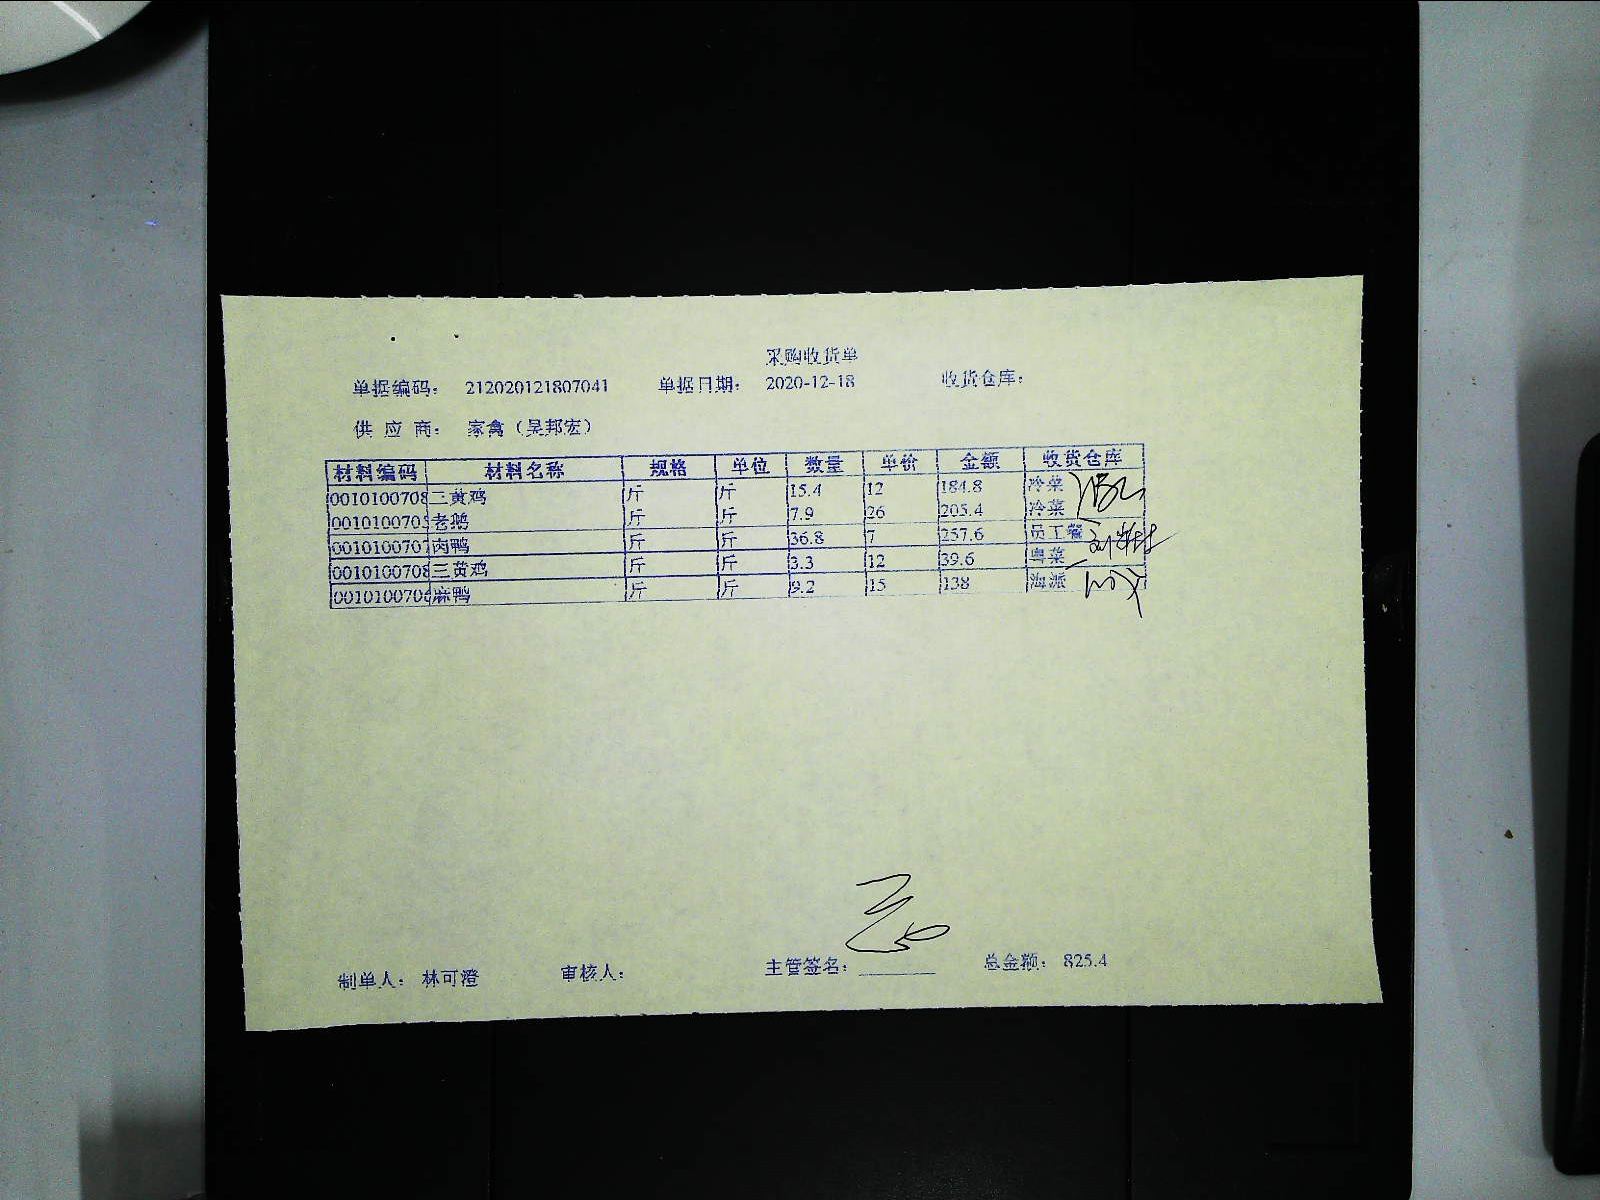 采购收货单
单据编码： 212020121807041 单据日期： 2020-12-18 收货仓库：
供 应 商： 家禽（吴邦宏）
材料编码 材料名称 规格 单位 数量 单价 金额 收货仓库
0010100708 三黄鸡 斤 斤 15.4 12 184.8 冷菜
001010070 老鹅 斤 斤 7.9 26 205.4 冷菜
001010070 肉鸭 斤 斤 36.8 7 257.6 员工餐
0010100708 三黄鸡 斤 斤 3.3 12 39.6 粤菜
001010070 麻鸭 斤 斤 9.2 15 138 海派
制单人： 林可澄 审核人： 主管签名： 总金额： 825.4